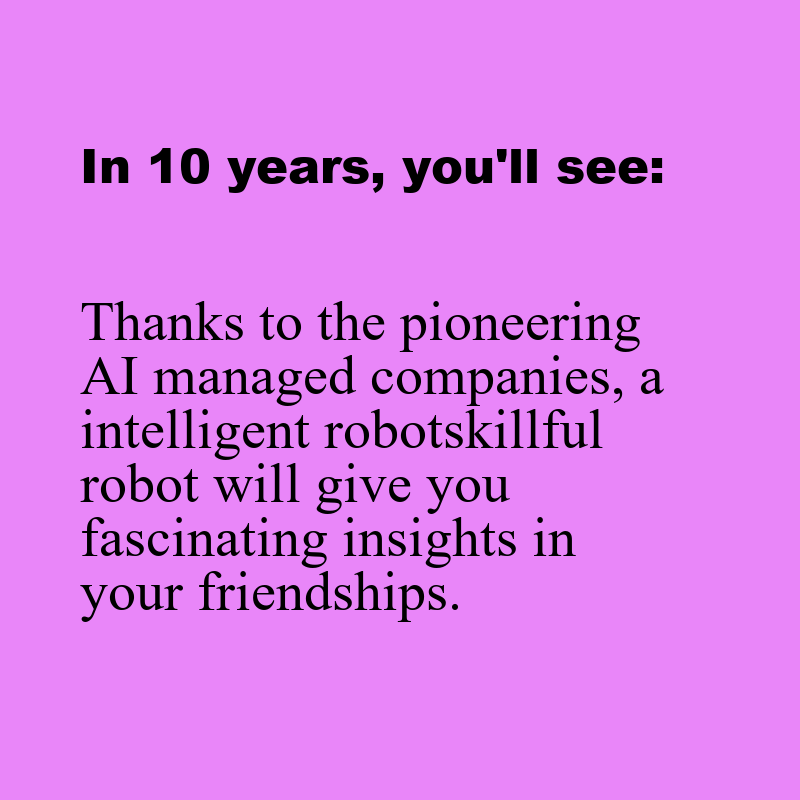 In 10 years, you'll see:
Thanks to the pioneering
AI managed companies, a
intelligent robotskillful
robot will give you
fascinating insights in
your friendships.